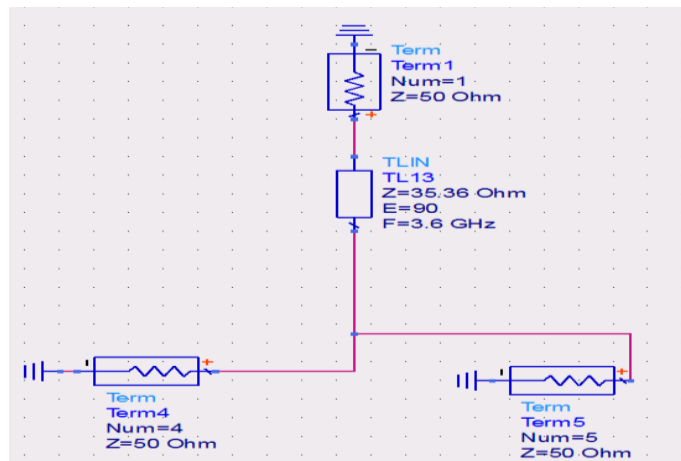 Term
Term1
Num=1
Z=50 Ohm
TLIN
TL13
Z=35.36 Ohm
E=90
F=3.6 GHz
Term
Term4
Num=4
Z=50 Ohm
Term
Term5
Num=5
Z=50 Ohm